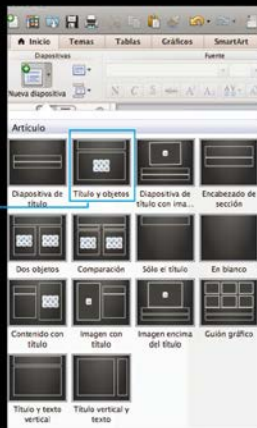 Inicio Temas Tablas Gráficos SmartArt
Diapositivas Fuente
Nueva diapositiva
N C S
Artículo
Diapositiva de título
Título y objetos
Diapositiva de título con ima...
Encabezado de sección
Dos objetos
Comparación
Sólo el título
En blanco
Contenido con título
Imagen con título
Imagen encima del título
Guión gráfico
Título y texto vertical
Título vertical y texto